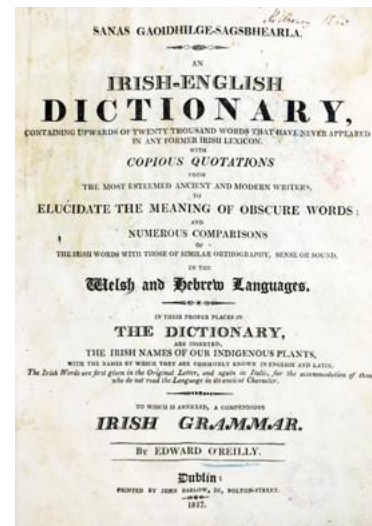 SANAS GAOIDHILGE-SAGSBHEARLA.
AN
IRISH-ENGLISH
DICTIONARY,
CONTAINING UPWARDS OF TWENTY THOUSAND WORDS THAT HAVE NEVER APPEARED
IN ANY FORMER IRISH LEXICON.
WITH
COPIOUS QUOTATIONS
FROM
THE MOST ESTEEMED ANCIENT AND MODERN WRITERS,
TO
ELUCIDATE THE MEANING OF OBSCURE WORDS:
AND
NUMEROUS COMPARISONS
OF
THE IRISH WORDS WITH THOSE OF SIMILAR ORTHOGRAPHY, SENSE OR SOUND,
IN THE
Welsh and Hebrew Languages.
IN THEIR PROPER PLACES IN
THE DICTIONARY,
ARE INSERTED;
THE IRISH NAMES OF OUR INDIGENOUS PLANTS,
WITH THE NAMES BY WHICH THEY ARE COMMONLY KNOWN IN ENGLISH AND LATIN.
The Irish Words are first given in the Original Letter, and again in Italic, for the accommodation of
who do not read the Language in its ancient Character.
TO WHICH IS ANNEXED, A COMPENDIOUS
IRISH GRAMMAR.
BY EDWARD O'REILLY.
Dublin:
PRINTED BY JOHN BARLOW, BOLTON-STREET.
1817.